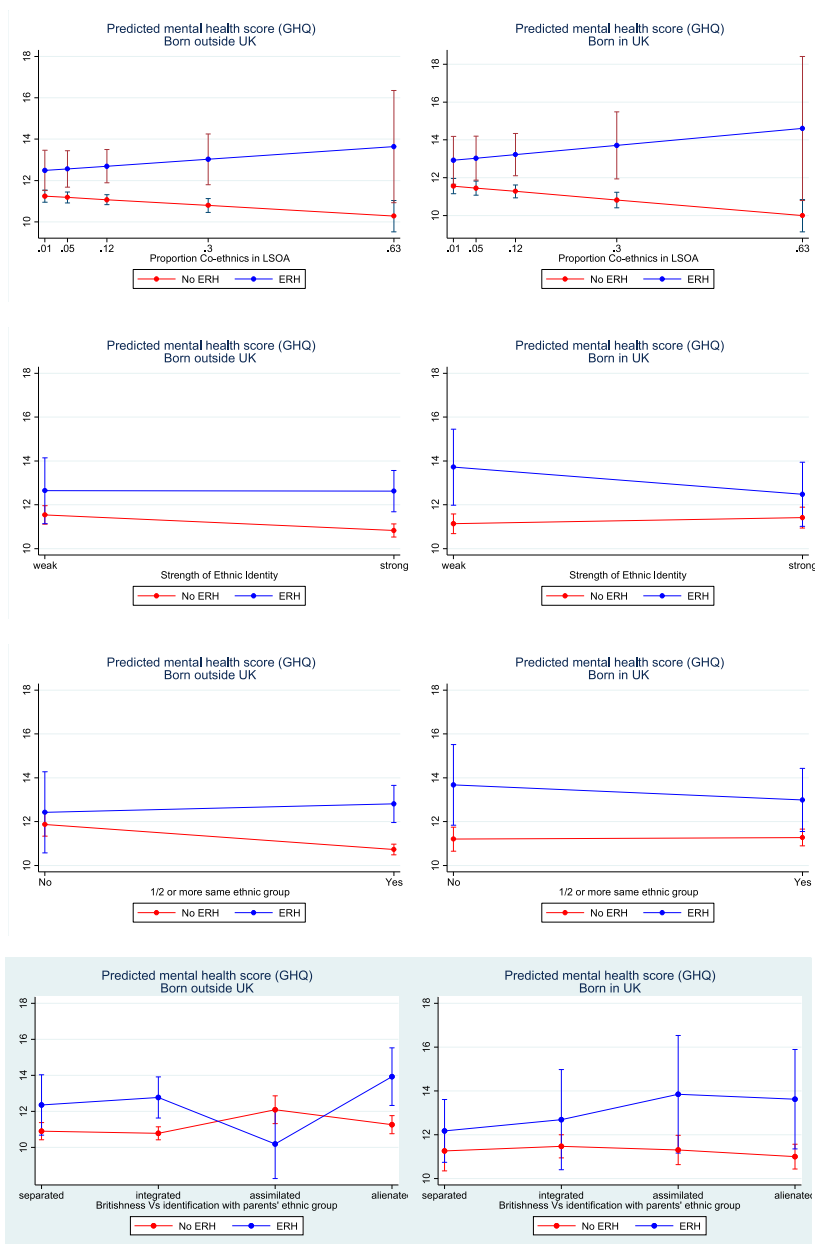 Predicted mental health score (GHQ)
Born outside UK
18
16
14
12
10
.01 .05 .12 .3 .63
Proportion Co-ethnics in LSOA
No ERH ERH
Predicted mental health score (GHQ)
Born in UK
18
16
14
12
10
.01 .05 .12 .3 .63
Proportion Co-ethnics in LSOA
No ERH ERH
Predicted mental health score (GHQ)
Born outside UK
18
16
14
12
10
weak strong
Strength of Ethnic Identity
No ERH ERH
Predicted mental health score (GHQ)
Born in UK
18
16
14
12
10
weak strong
Strength of Ethnic Identity
No ERH ERH
Predicted mental health score (GHQ)
Born outside UK
18
16
14
12
10
No Yes
1/2 or more same ethnic group
No ERH ERH
Predicted mental health score (GHQ)
Born in UK
18
16
14
12
10
No Yes
1/2 or more same ethnic group
No ERH ERH
Predicted mental health score (GHQ)
Born outside UK
18
16
14
12
10
separated integrated assimilated alienate
Britishness Vs identification with parents' ethnic group
No ERH ERH
Predicted mental health score (GHQ)
Born in UK
18
16
14
12
10
separated integrated assimilated alienate
Britishness Vs identification with parents' ethnic group
No ERH ERH